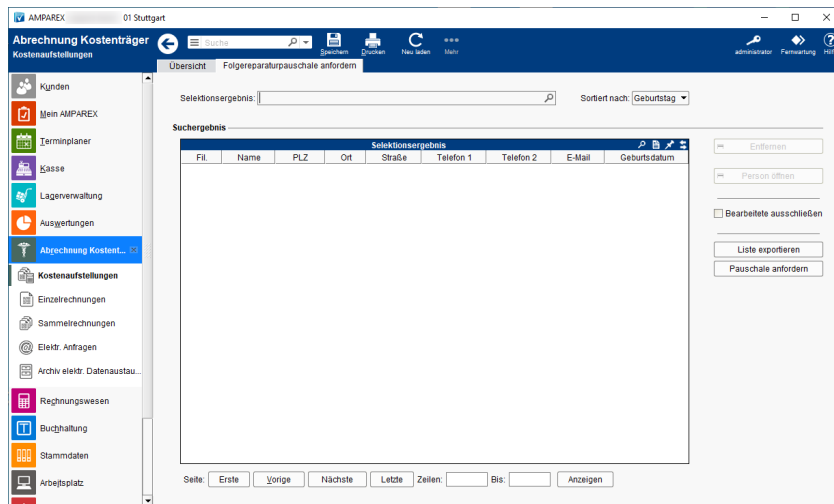 AMPAREX 01 Stuttgart
Abrechnung Kostenträger
Kostenaufstellungen
Suche
Speichern
Drucken
Neu laden
Mehr
administrator
Fernwartung
Hilf
Übersicht
Folgereparaturpauschale anfordern
Kunden
Mein AMPAREX
Terminplaner
Kasse
Lagerverwaltung
Auswertungen
Abrechnung Kostent...
Kostenaufstellungen
Einzelrechnungen
Sammelrechnungen
Elektr. Anfragen
Archiv elektr. Datenaustau...
Rechnungswesen
Buchhaltung
Stammdaten
Arbeitsplatz
Selektionsergebnis:
Sortiert nach: Geburtstag
Suchergebnis
Selektionsergebnis
Fil. Name PLZ Ort Straße Telefon 1 Telefon 2 E-Mail Geburtsdatum
Entfernen
Person öffnen
Bearbeitete ausschließen
Liste exportieren
Pauschale anfordern
Seite: Erste Vorige Nächste Letzte Zeilen: Bis: Anzeigen